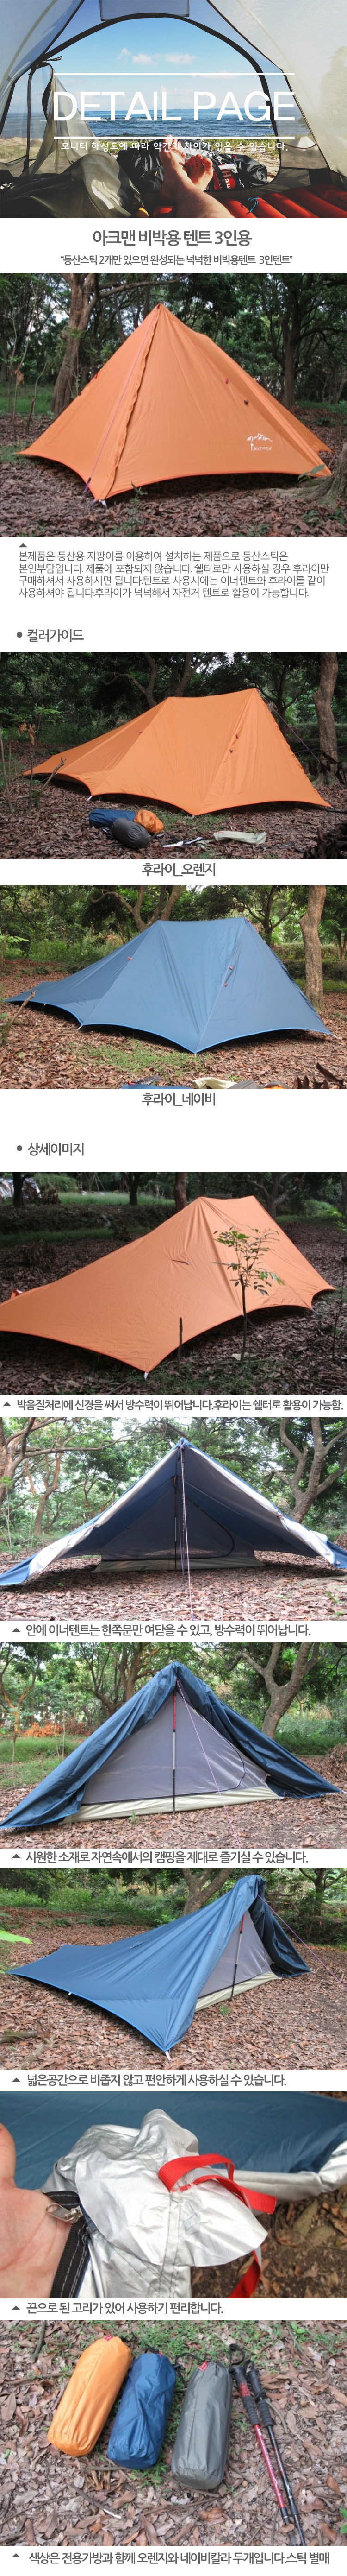 DETAIL PAGE
모니터 해상도에 따라 약간의 차이가 있을 수 있습니다.
아크맨 비박용 텐트 3인용
"등산스틱 2개만 있으면 완성되는 넉넉한 비빅용텐트 3인텐트"
본제품은 등산용 지팡이를 이용하여 설치하는 제품으로 등산스틱은
본인부담입니다. 제품에 포함되지 않습니다. 쉘터로만 사용하실 경우 후라이만
구매하셔서 사용하시면 됩니다.텐트로 사용시에는 이너텐트와 후라이를 같이
사용하셔야 됩니다.후라이가 넉넉해서 자전거 텐트로 활용이 가능합니다.
• 컬러가이드
후라이_오렌지
후라이_네이비
• 상세이미지
박음질처리에 신경을 써서 방수력이 뛰어납니다.후라이는 쉘터로 활용이 가능함.
안에 이너텐트는 한쪽문만 여닫을 수 있고, 방수력이 뛰어납니다.
시원한 소재로 자연속에서의 캠핑을 제대로 즐기실 수 있습니다.
넓은공간으로 비좁지 않고 편안하게 사용하실 수 있습니다.
끈으로 된 고리가 있어 사용하기 편리합니다.
색상은 전용가방과 함께 오렌지와 네이비칼라 두개입니다.스틱 별매